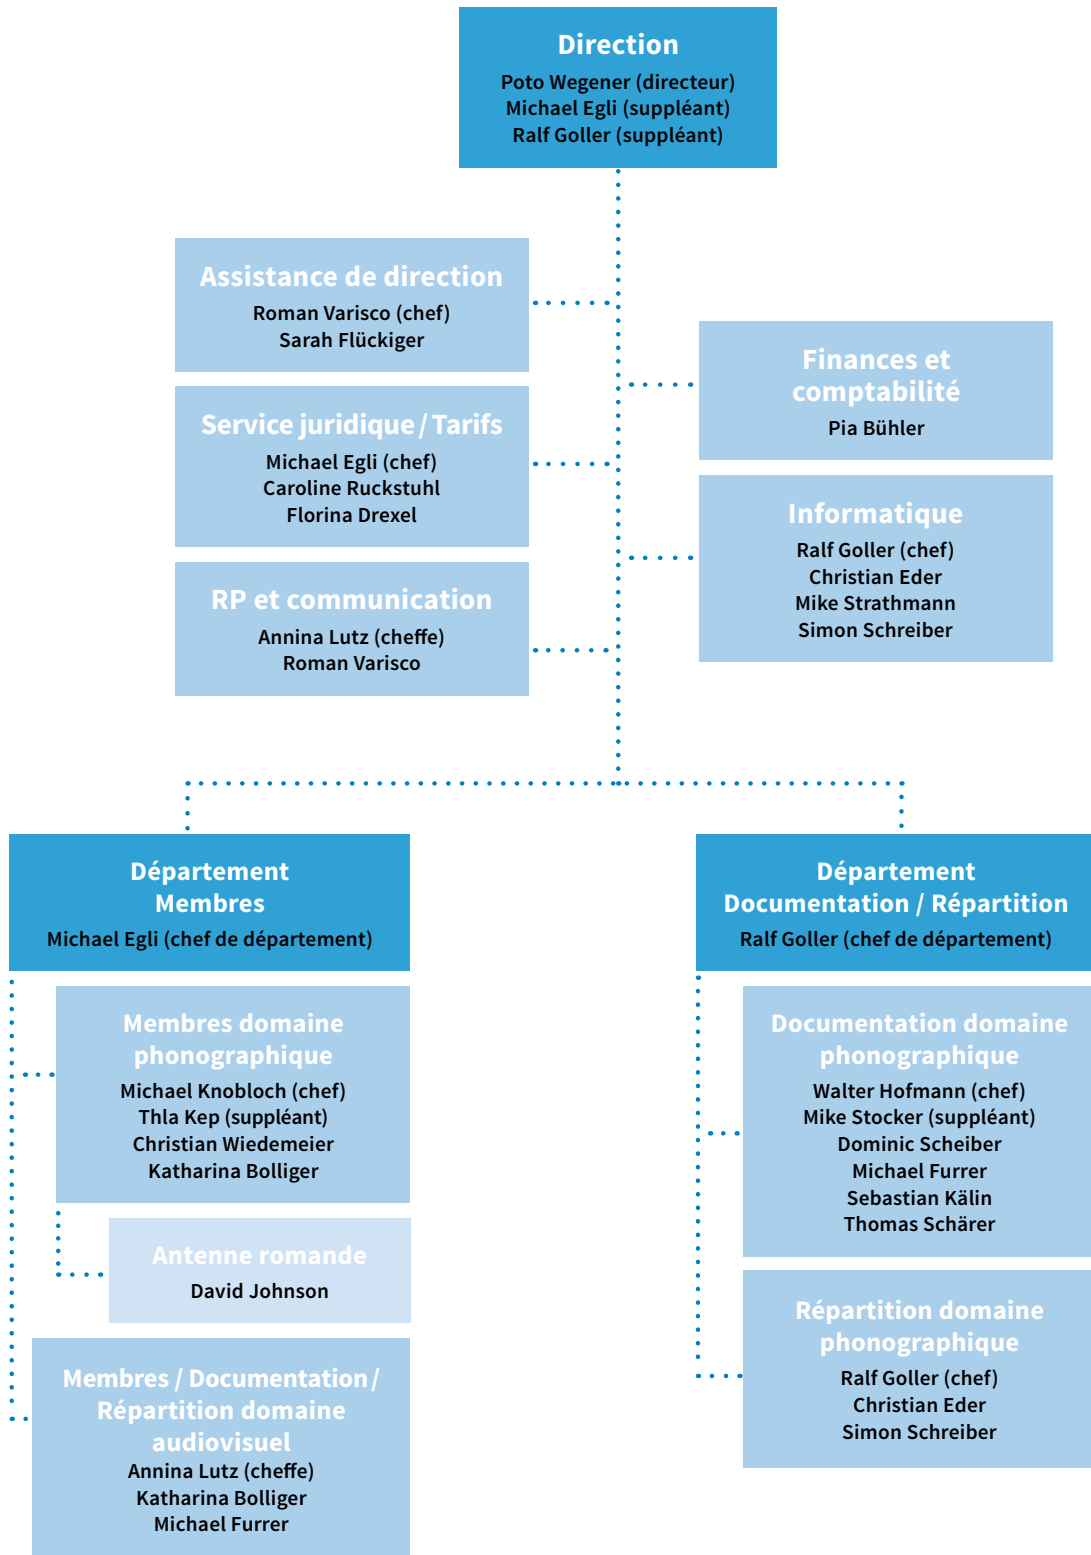 Direction
Poto Wegener (directeur)
Michael Egli (suppléant)
Ralf Goller (suppléant)
Assistance de direction
Roman Varisco (chef)
Sarah Flückiger
Service juridique / Tarifs
Michael Egli (chef)
Caroline Ruckstuhl
Florina Drexel
RP et communication
Annina Lutz (cheffe)
Roman Varisco
Finances et
comptabilité
Pia Bühler
Informatique
Ralf Goller (chef)
Christian Eder
Mike Strathmann
Simon Schreiber
Département
Membres
Michael Egli (chef de département)
Membres domaine
phonographique
Michael Knobloch (chef)
Thla Kep (suppléant)
Christian Wiedemeier
Katharina Bolliger
Antenne romande
David Johnson
Membres / Documentation /
Répartition domaine
audiovisuel
Annina Lutz (cheffe)
Katharina Bolliger
Michael Furrer
Département
Documentation / Répartition
Ralf Goller (chef de département)
Documentation domaine
phonographique
Walter Hofmann (chef)
Mike Stocker (suppléant)
Dominic Scheiber
Michael Furrer
Sebastian Kälin
Thomas Schärer
Répartition domaine
phonographique
Ralf Goller (chef)
Christian Eder
Simon Schreiber